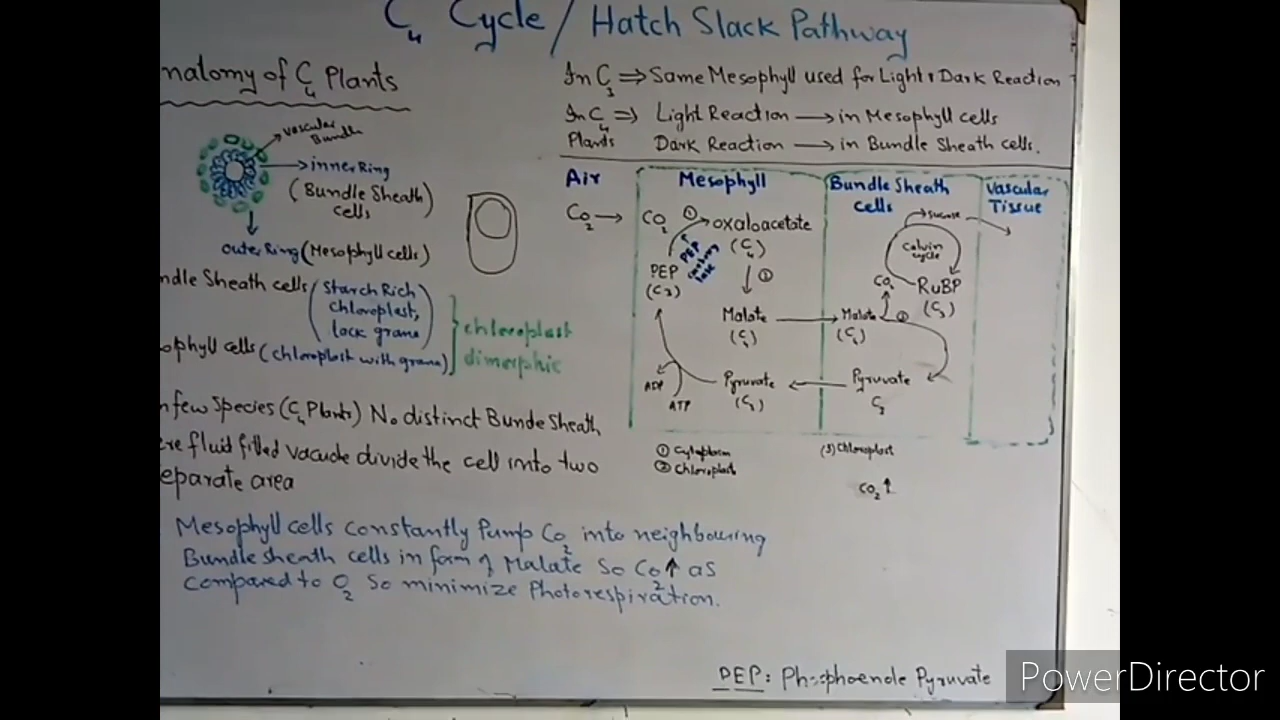 C4 Cycle / Hatch Slack Pathway
natomy of C4 Plants
vascular
Bundle
inner Ring
(Bundle Sheath
cells)
outer Ring (Mesophyll cells)
ndle Sheath cells (Starch Rich
chloroplast,
lack grana)
ophyll cells (chloroplast with grana)
chloroplast
dimorphic
n few Species (C4 Plants) No distinct Bunde Sheath
ere fluid filled vacuole divide the cell into two
eparate area
Mesophyll cells constantly Pump CO2 into neighbouring
Bundle sheath cells in form of Malate So CO2↑ as
compared to O2 So minimize Photorespiration.
In C3 ⇒ Same Mesophyll used for Light & Dark Reaction
In C4 ⇒ Light Reaction → in Mesophyll cells
Plants Dark Reaction → in Bundle Sheath cells.
Air
CO2 →
Mesophyll
CO2 ① oxaloacetate
(C4)
PEP
(C3)
②
Malate
(C4)
Pyruvate
(C3)
ADP
ATP
① Cytoplasm
② Chloroplast
Bundle Sheath
cells
sucrose
Calvin
cycle
CO2
RuBP
(C5)
Malate
(C4)
Pyruvate
C3
(3) Chloroplast
CO2↑
Vascular
Tissue
PEP: Phosphoenole Pyruvate
PowerDirector